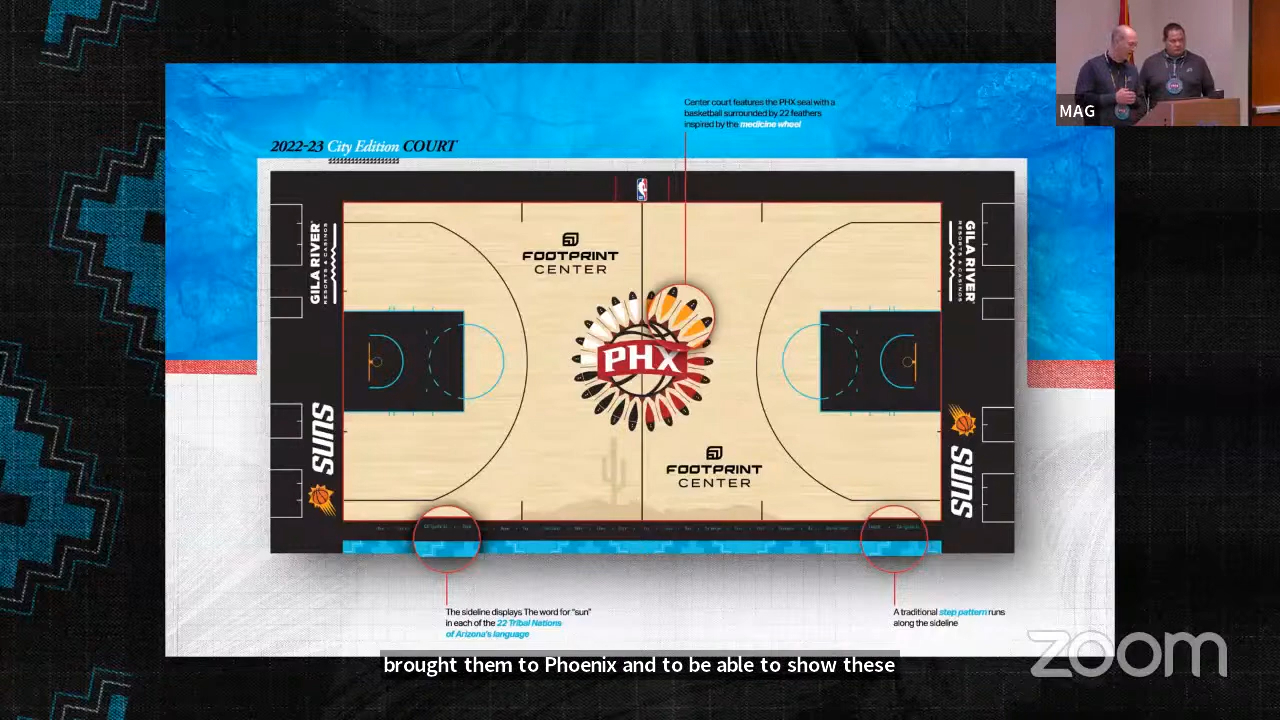 MAG
Center court features the PHX seal with a
basketball surrounded by 22 feathers
inspired by the medicine wheel
2022-23 City Edition COURT
GILA RIVER
RESORTS & CASINOS
FOOTPRINT
CENTER
GILA RIVER
RESORTS & CASINOS
PHX
SUNS
FOOTPRINT
CENTER
SUNS
The sideline displays The word for "sun"
in each of the 22 Tribal Nations
of Arizona's language
A traditional step pattern runs
along the sideline
zoom
brought them to Phoenix and to be able to show these